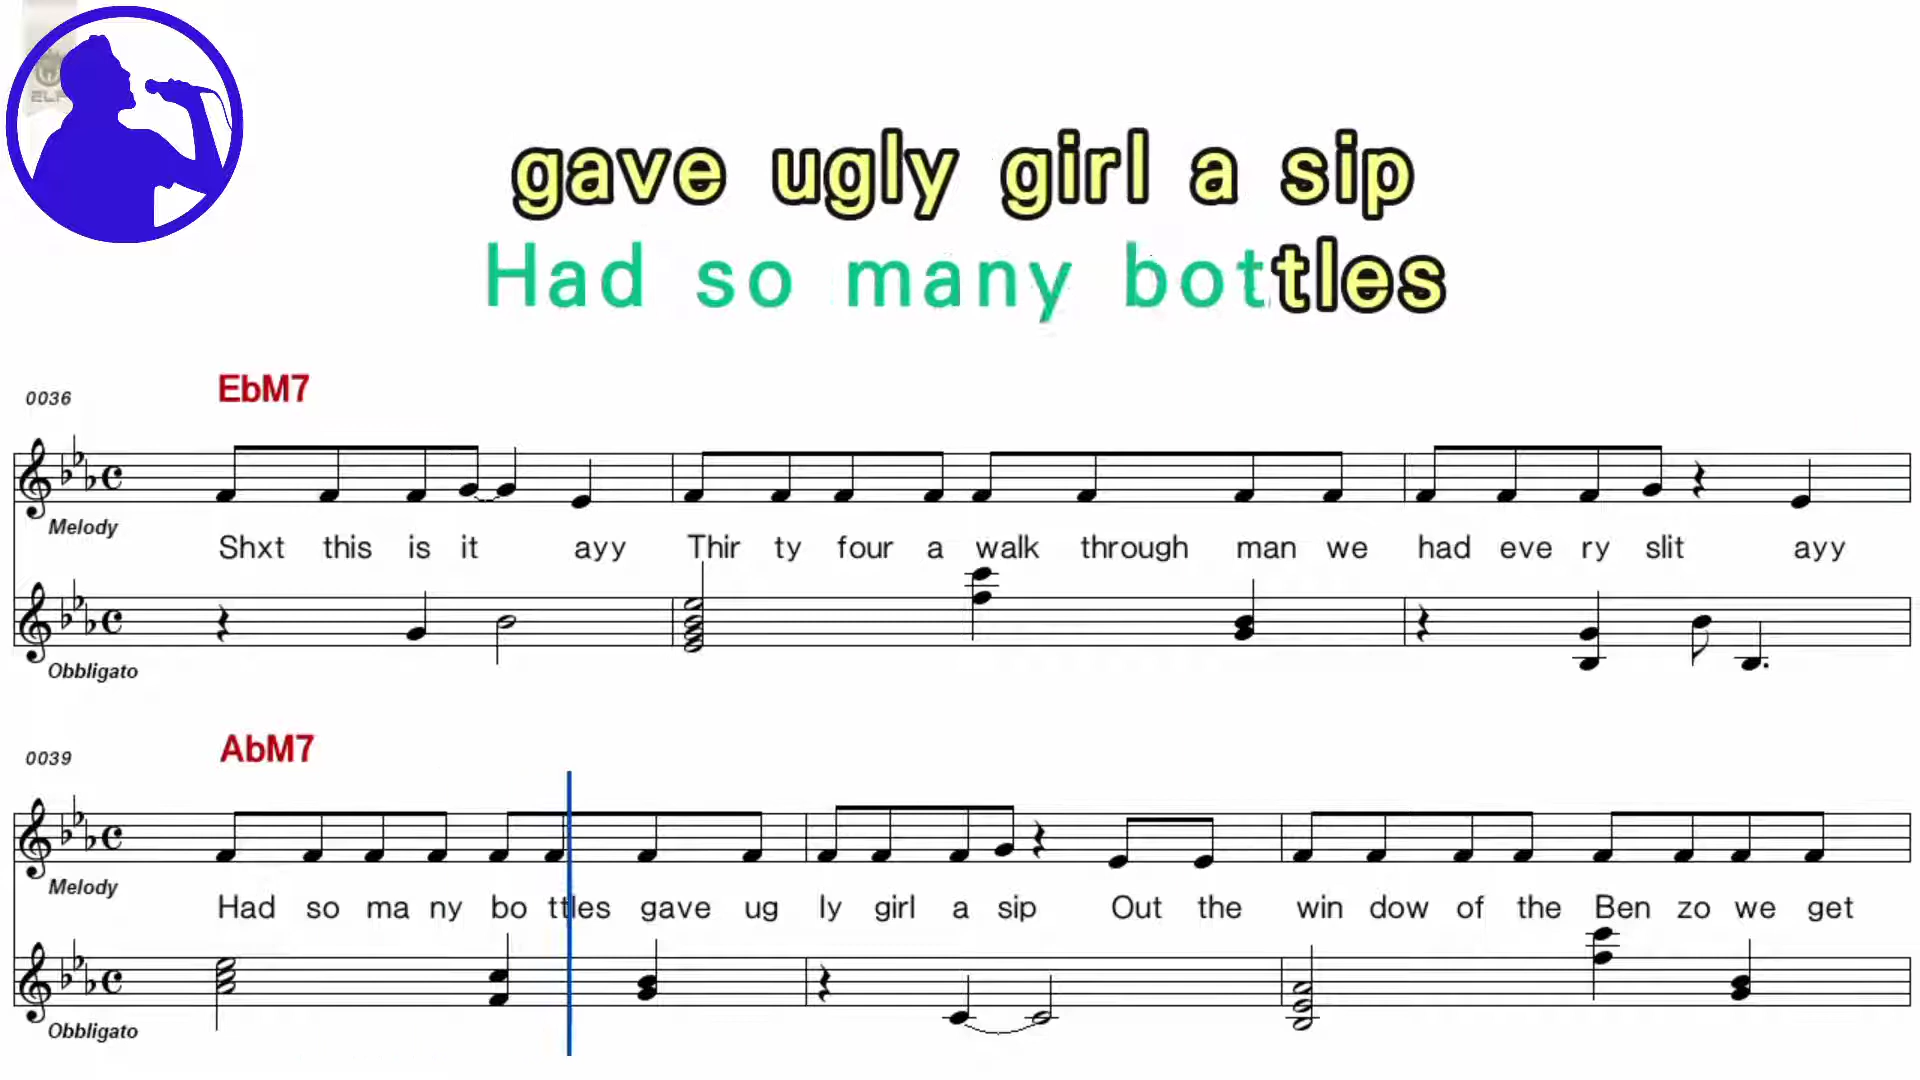 gave ugly girl a sip
Had so many bottles
EbM7
0036
Melody
Shxt this is it ayy Thir ty four a walk through man we had eve ry slit ayy
Obbligato
AbM7
0039
Melody
Had so ma ny bo ttles gave ug ly girl a sip Out the win dow of the Ben zo we get
Obbligato